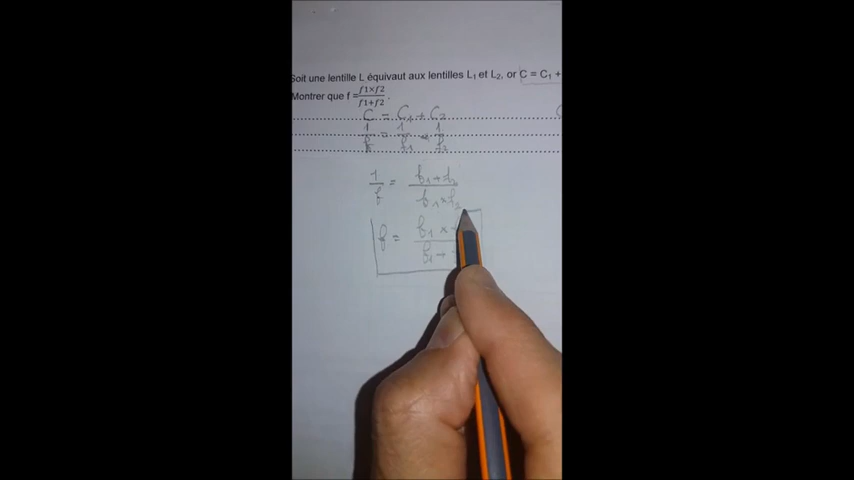 Soit une lentille L équivaut aux lentilles L1 et L2, or C = C1 +
Montrer que f = f1×f2 / f1+f2 .
C = C1 + C2
1/f = 1/f1 + 1/f2
1/f = f1 + f2 / f1 × f2
f = f1 × / f1 +